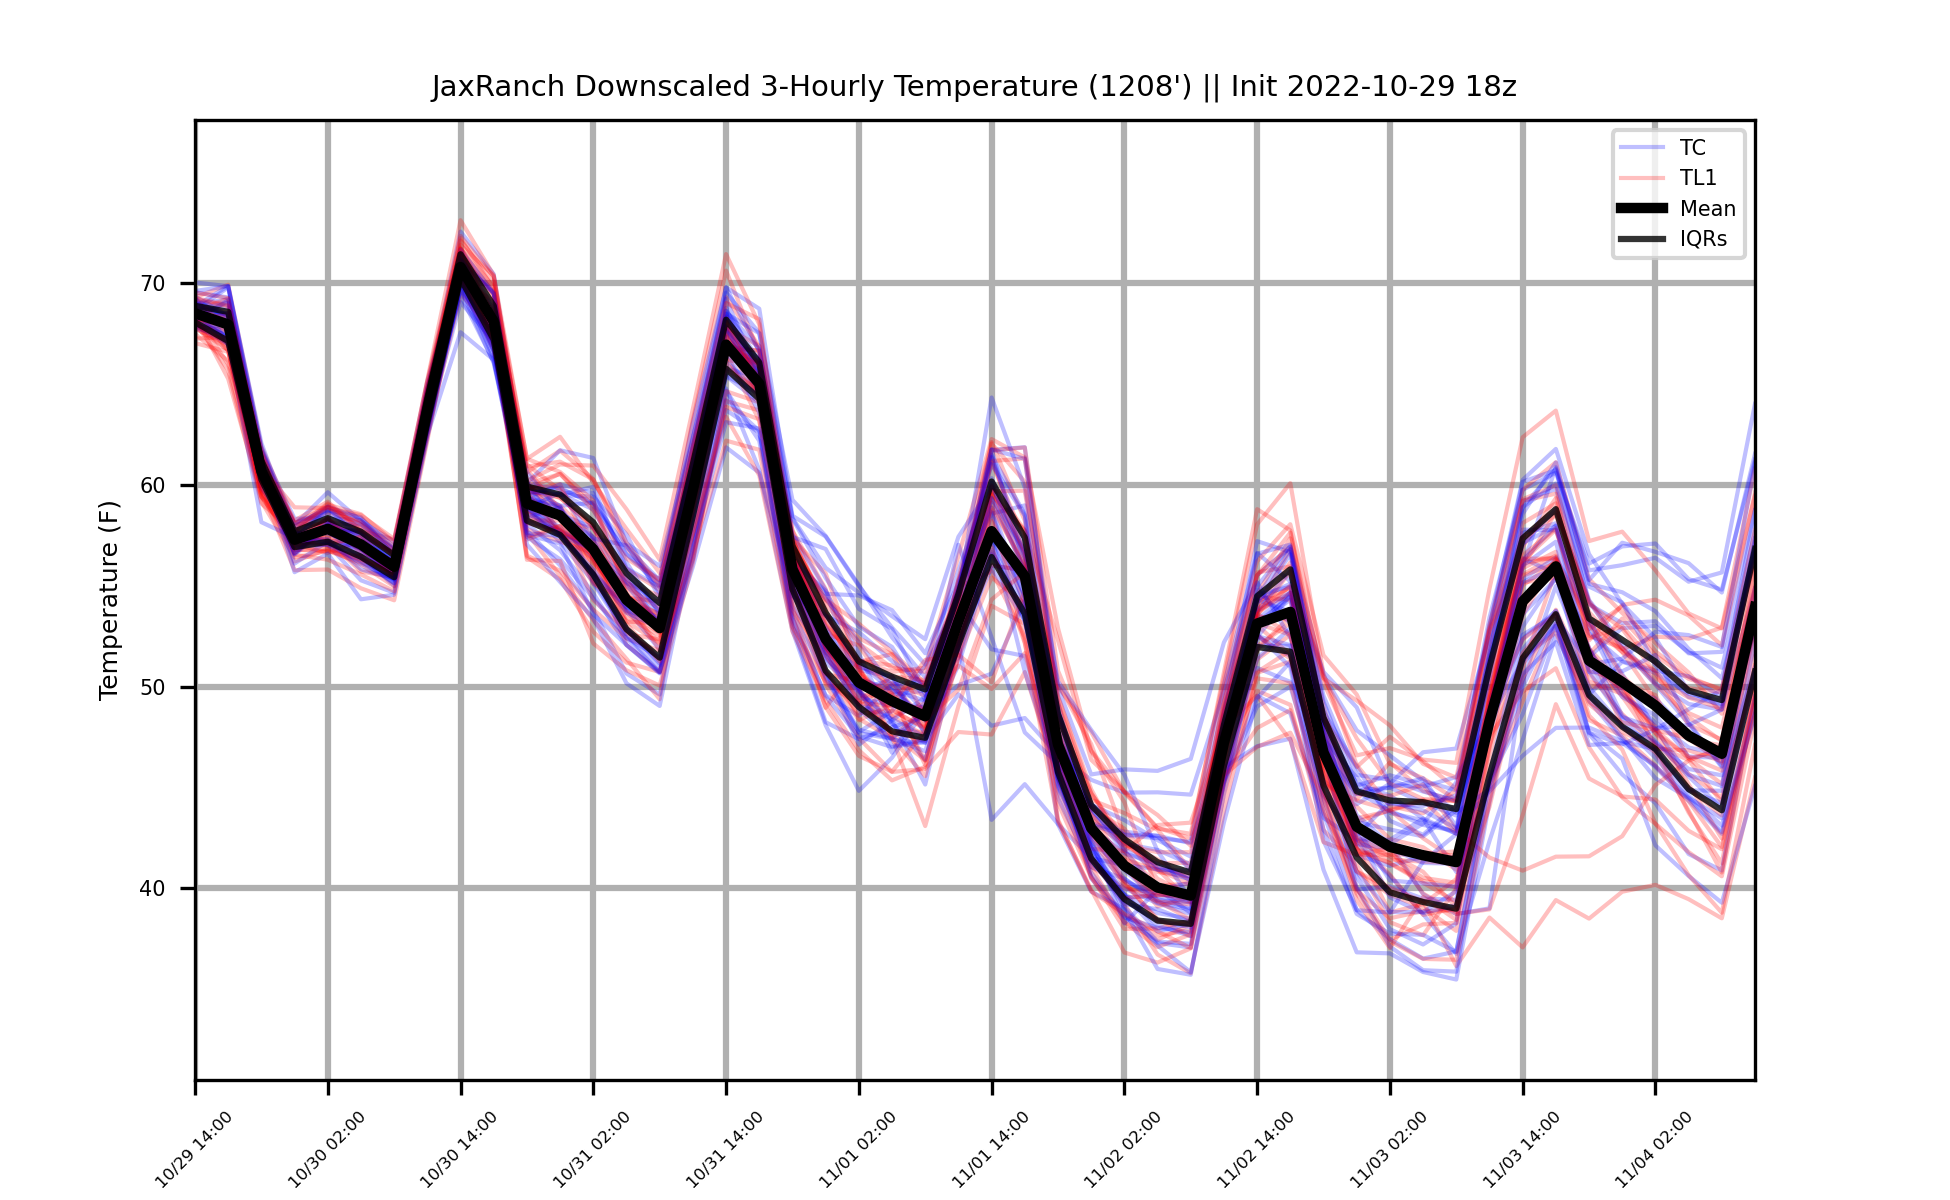 JaxRanch Downscaled 3-Hourly Temperature (1208') || Init 2022-10-29 18z
TC
TL1
Mean
IQRs
Temperature (F)
70
60
50
40
10/29 14:00
10/30 02:00
10/30 14:00
10/31 02:00
10/31 14:00
11/01 02:00
11/01 14:00
11/02 02:00
11/02 14:00
11/03 02:00
11/03 14:00
11/04 02:00